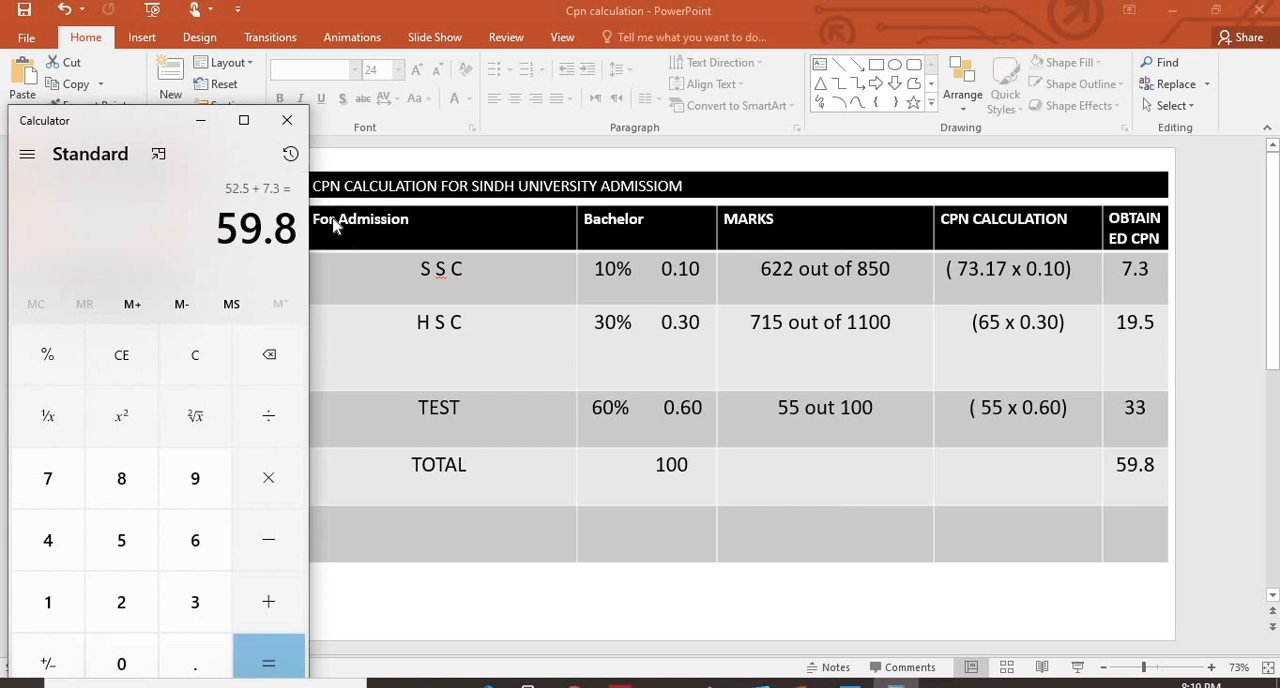 Cpn calculation - PowerPoint
File Home Insert Design Transitions Animations Slide Show Review View Tell me what you want to do... Share
Cut Layout 24 Text Direction Shape Fill Find
Copy Reset Align Text Shape Outline Replace
Paste New Convert to SmartArt Arrange Quick Styles Shape Effects Select
B I U S abc AV Aa A
Font Paragraph Drawing Editing
Calculator
Standard
52.5 + 7.3 =
59.8
MC MR M+ M- MS
% CE C
¹/x x² ²√x ÷
7 8 9 ×
4 5 6 −
1 2 3 +
+/- 0 . =
CPN CALCULATION FOR SINDH UNIVERSITY ADMISSIOM
For Admission Bachelor MARKS CPN CALCULATION OBTAIN
ED CPN
S S C 10% 0.10 622 out of 850 ( 73.17 x 0.10) 7.3
H S C 30% 0.30 715 out of 1100 (65 x 0.30) 19.5
TEST 60% 0.60 55 out 100 ( 55 x 0.60) 33
TOTAL 100 59.8
Notes Comments 73%
8:19 PM